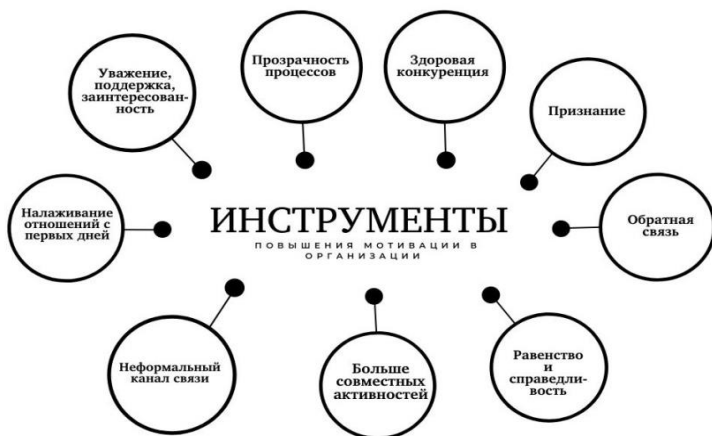 Уважение,
поддержка,
заинтересован-
ность
Прозрачность
процессов
Здоровая
конкуренция
Признание
Налаживание
отношений с
первых дней
ИНСТРУМЕНТЫ
ПОВЫШЕНИЯ МОТИВАЦИИ В
ОРГАНИЗАЦИИ
Обратная
связь
Неформальный
канал связи
Больше
совместных
активностей
Равенство
и
справедли-
вость